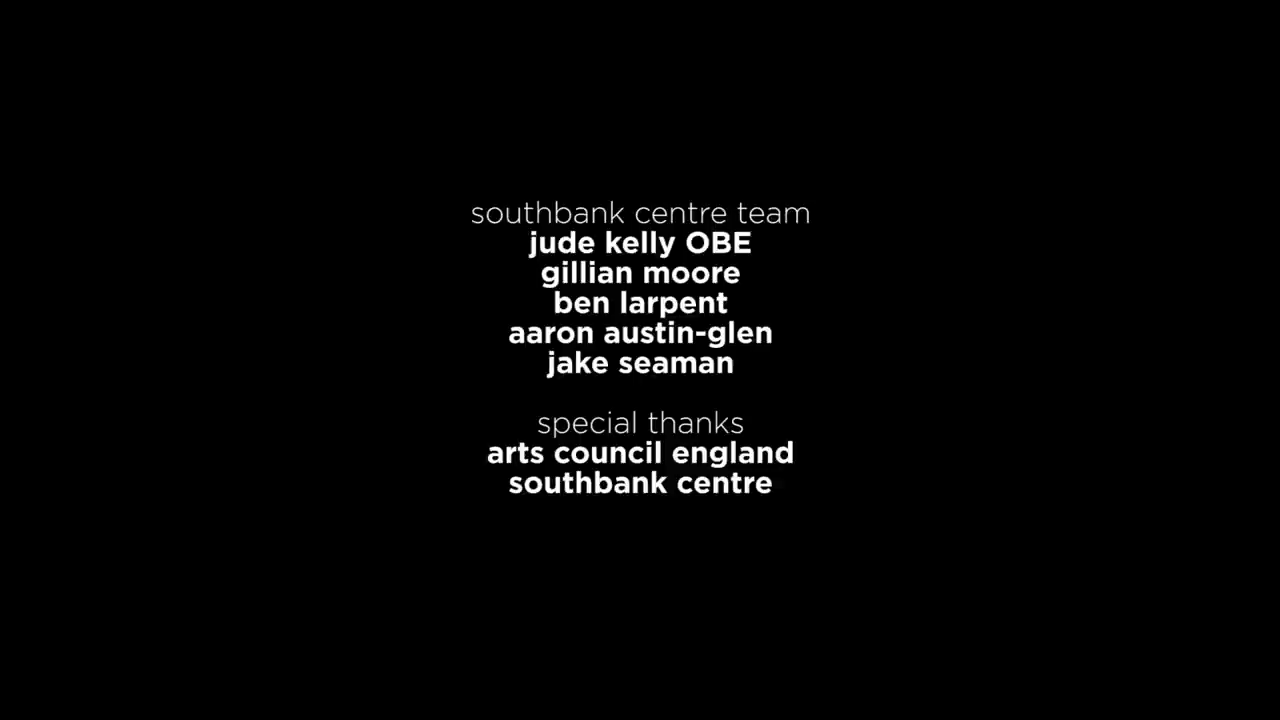 southbank centre team
jude kelly OBE
gillian moore
ben larpent
aaron austin-glen
jake seaman
special thanks
arts council england
southbank centre